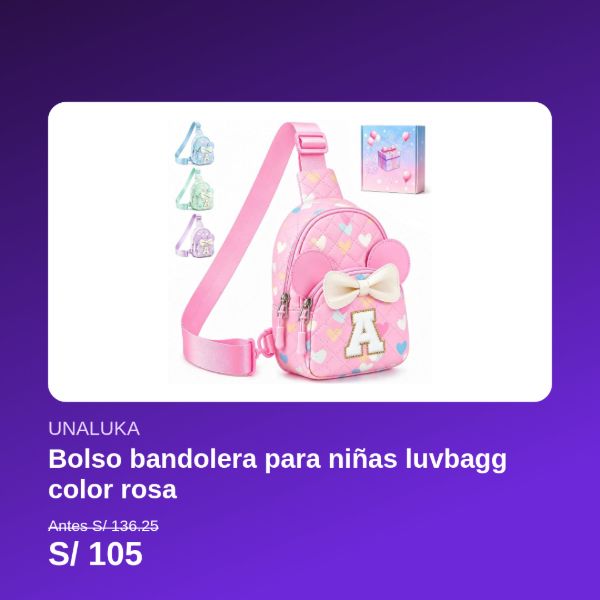 A
UNALUKA
Bolso bandolera para niñas luvbagg
color rosa
Antes S/ 136.25
S/ 105